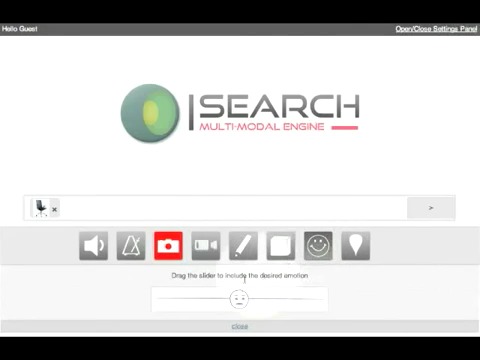 Hello Guest
Open/Close Settings Panel
|SEARCH
MULTI-MODAL ENGINE
x
>
Drag the slider to include the desired emotion
close